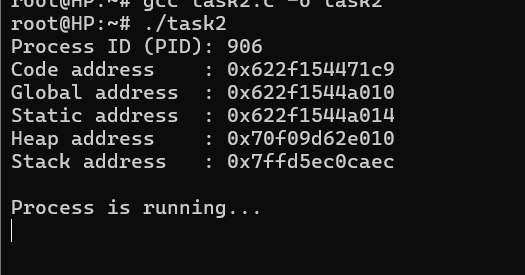 root@HP:~# gcc task2.c -o task2
root@HP:~# ./task2
Process ID (PID): 906
Code address    : 0x622f154471c9
Global address  : 0x622f1544a010
Static address  : 0x622f1544a014
Heap address    : 0x70f09d62e010
Stack address   : 0x7ffd5ec0caec
Process is running...